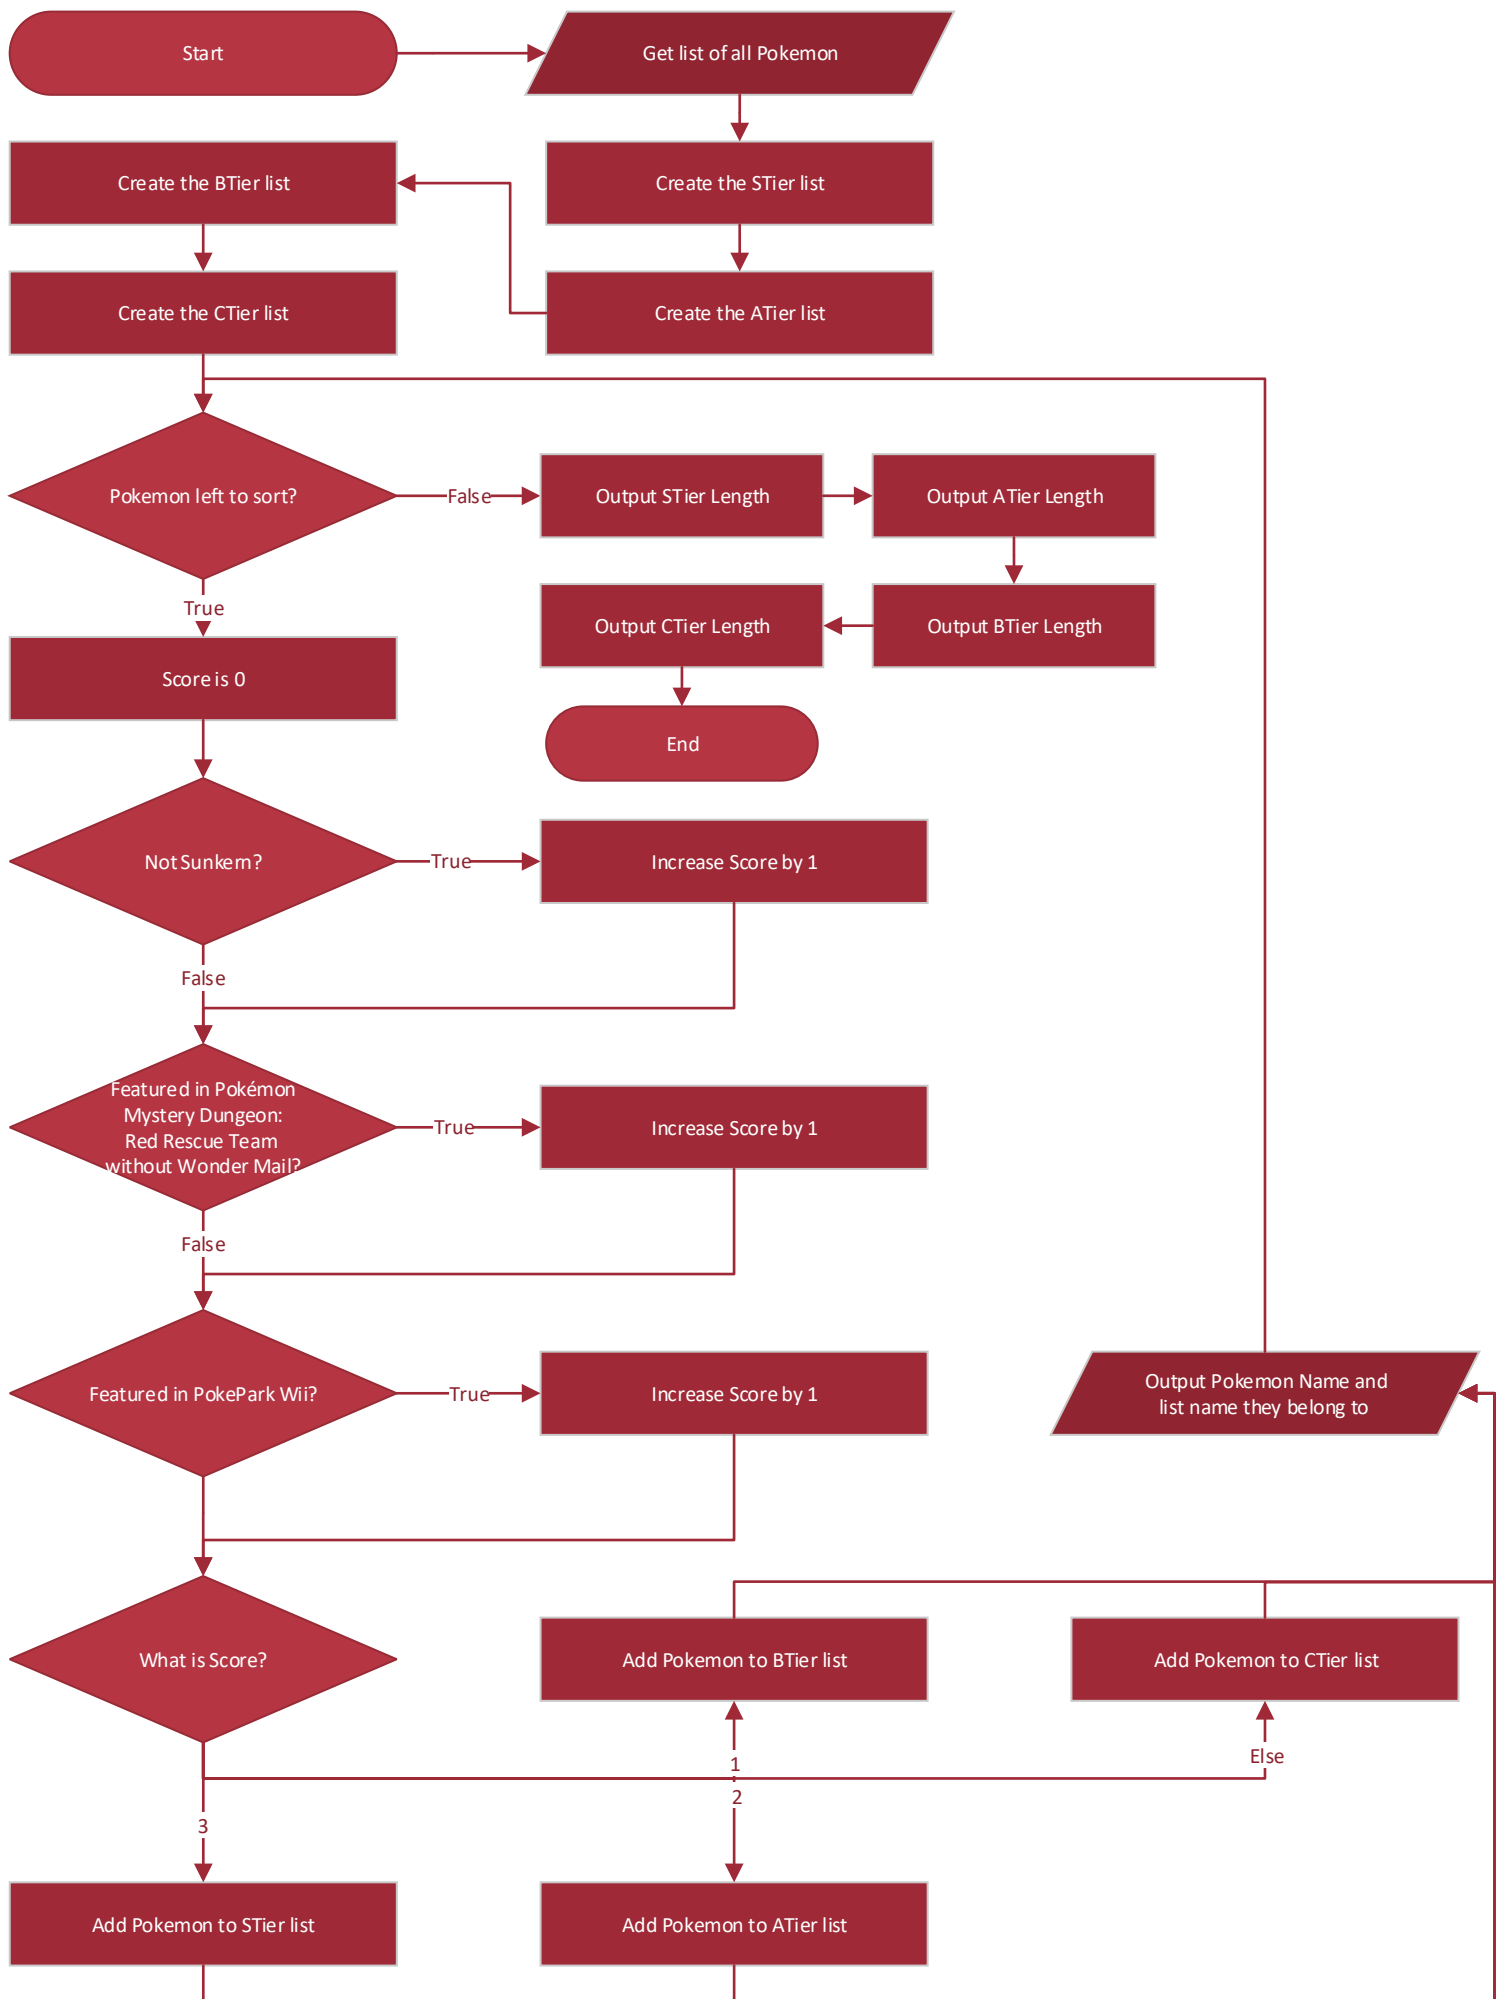 Start
Get list of all Pokemon
Create the BTier list
Create the STier list
Create the CTier list
Create the ATier list
Pokemon left to sort?
False
Output STier Length
Output ATier Length
True
Output CTier Length
Output BTier Length
Score is 0
End
Not Sunkern?
True
Increase Score by 1
False
Featured in Pokémon
Mystery Dungeon:
Red Rescue Team
without Wonder Mail?
True
Increase Score by 1
False
Featured in PokePark Wii?
True
Increase Score by 1
Output Pokemon Name and
list name they belong to
What is Score?
Add Pokemon to BTier list
Add Pokemon to CTier list
1
Else
2
3
Add Pokemon to STier list
Add Pokemon to ATier list